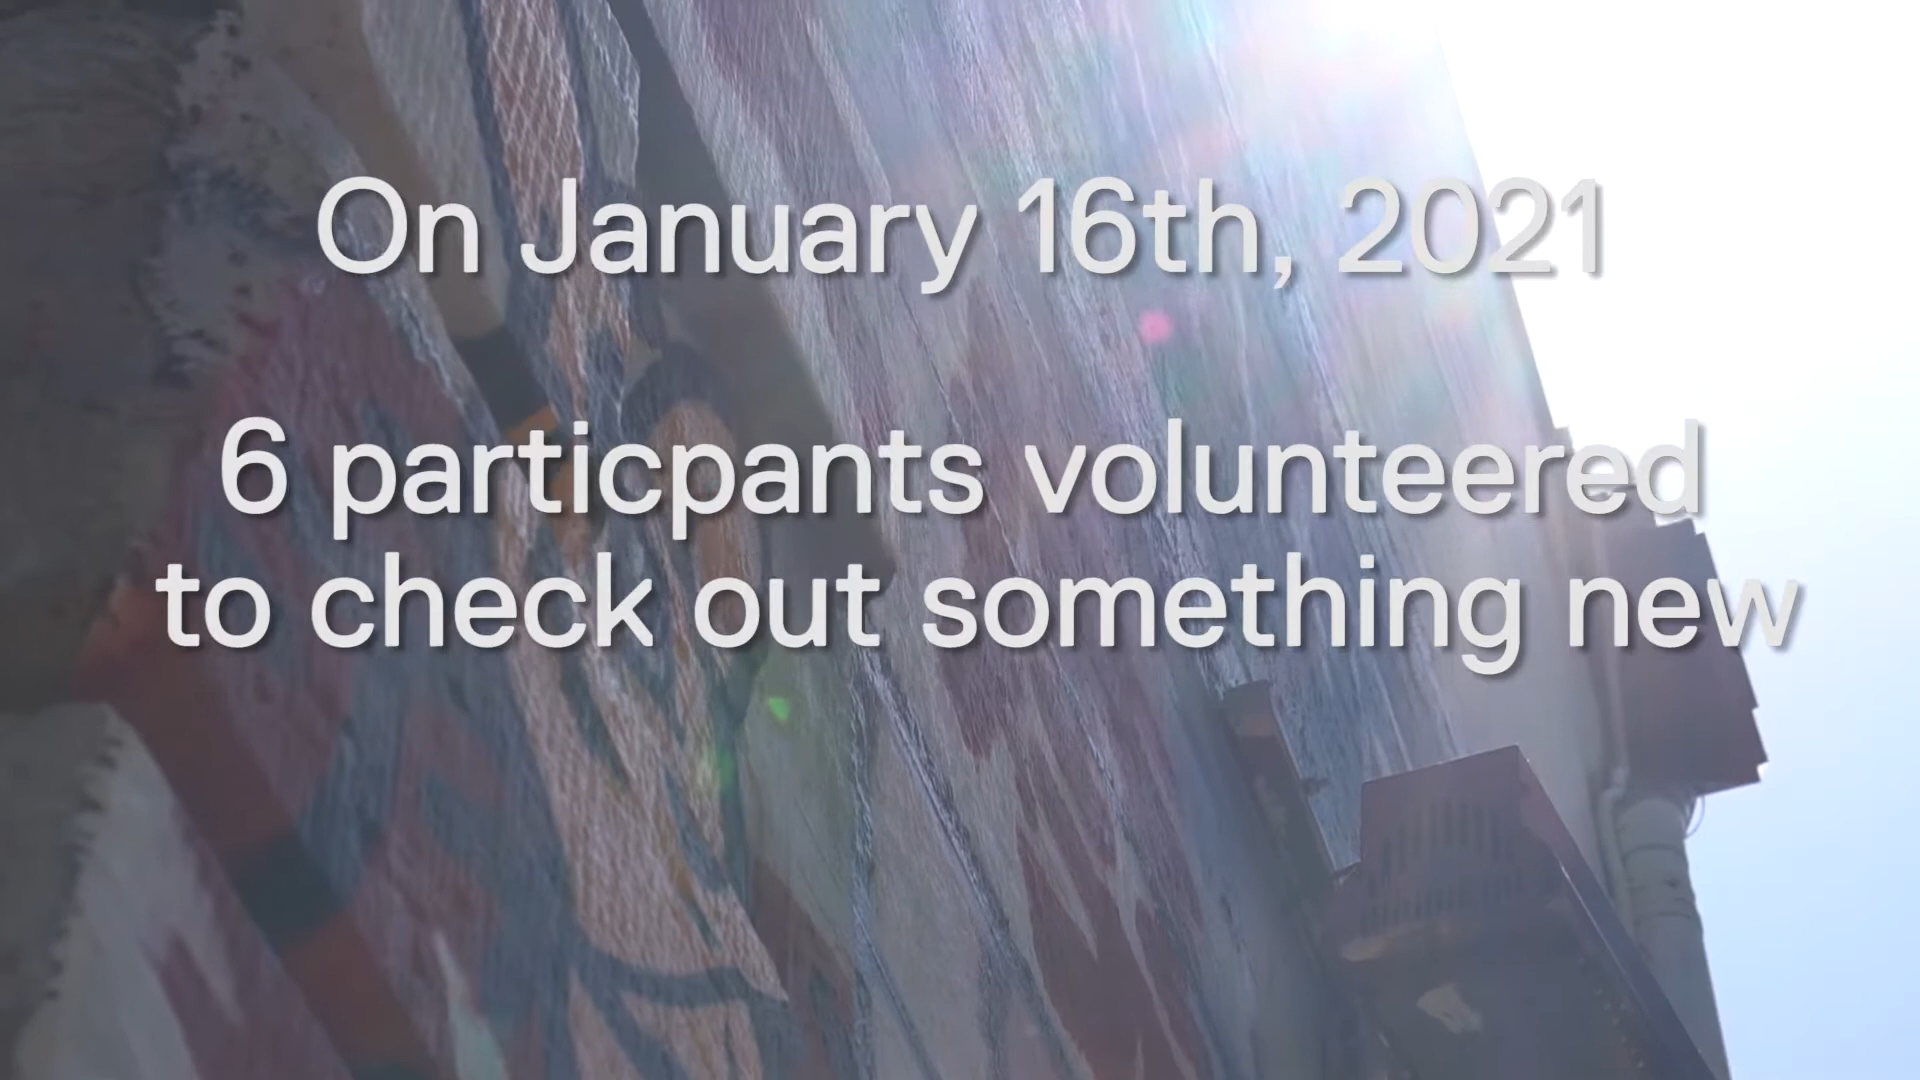 On January 16th, 2021
6 particpants volunteered
to check out something new